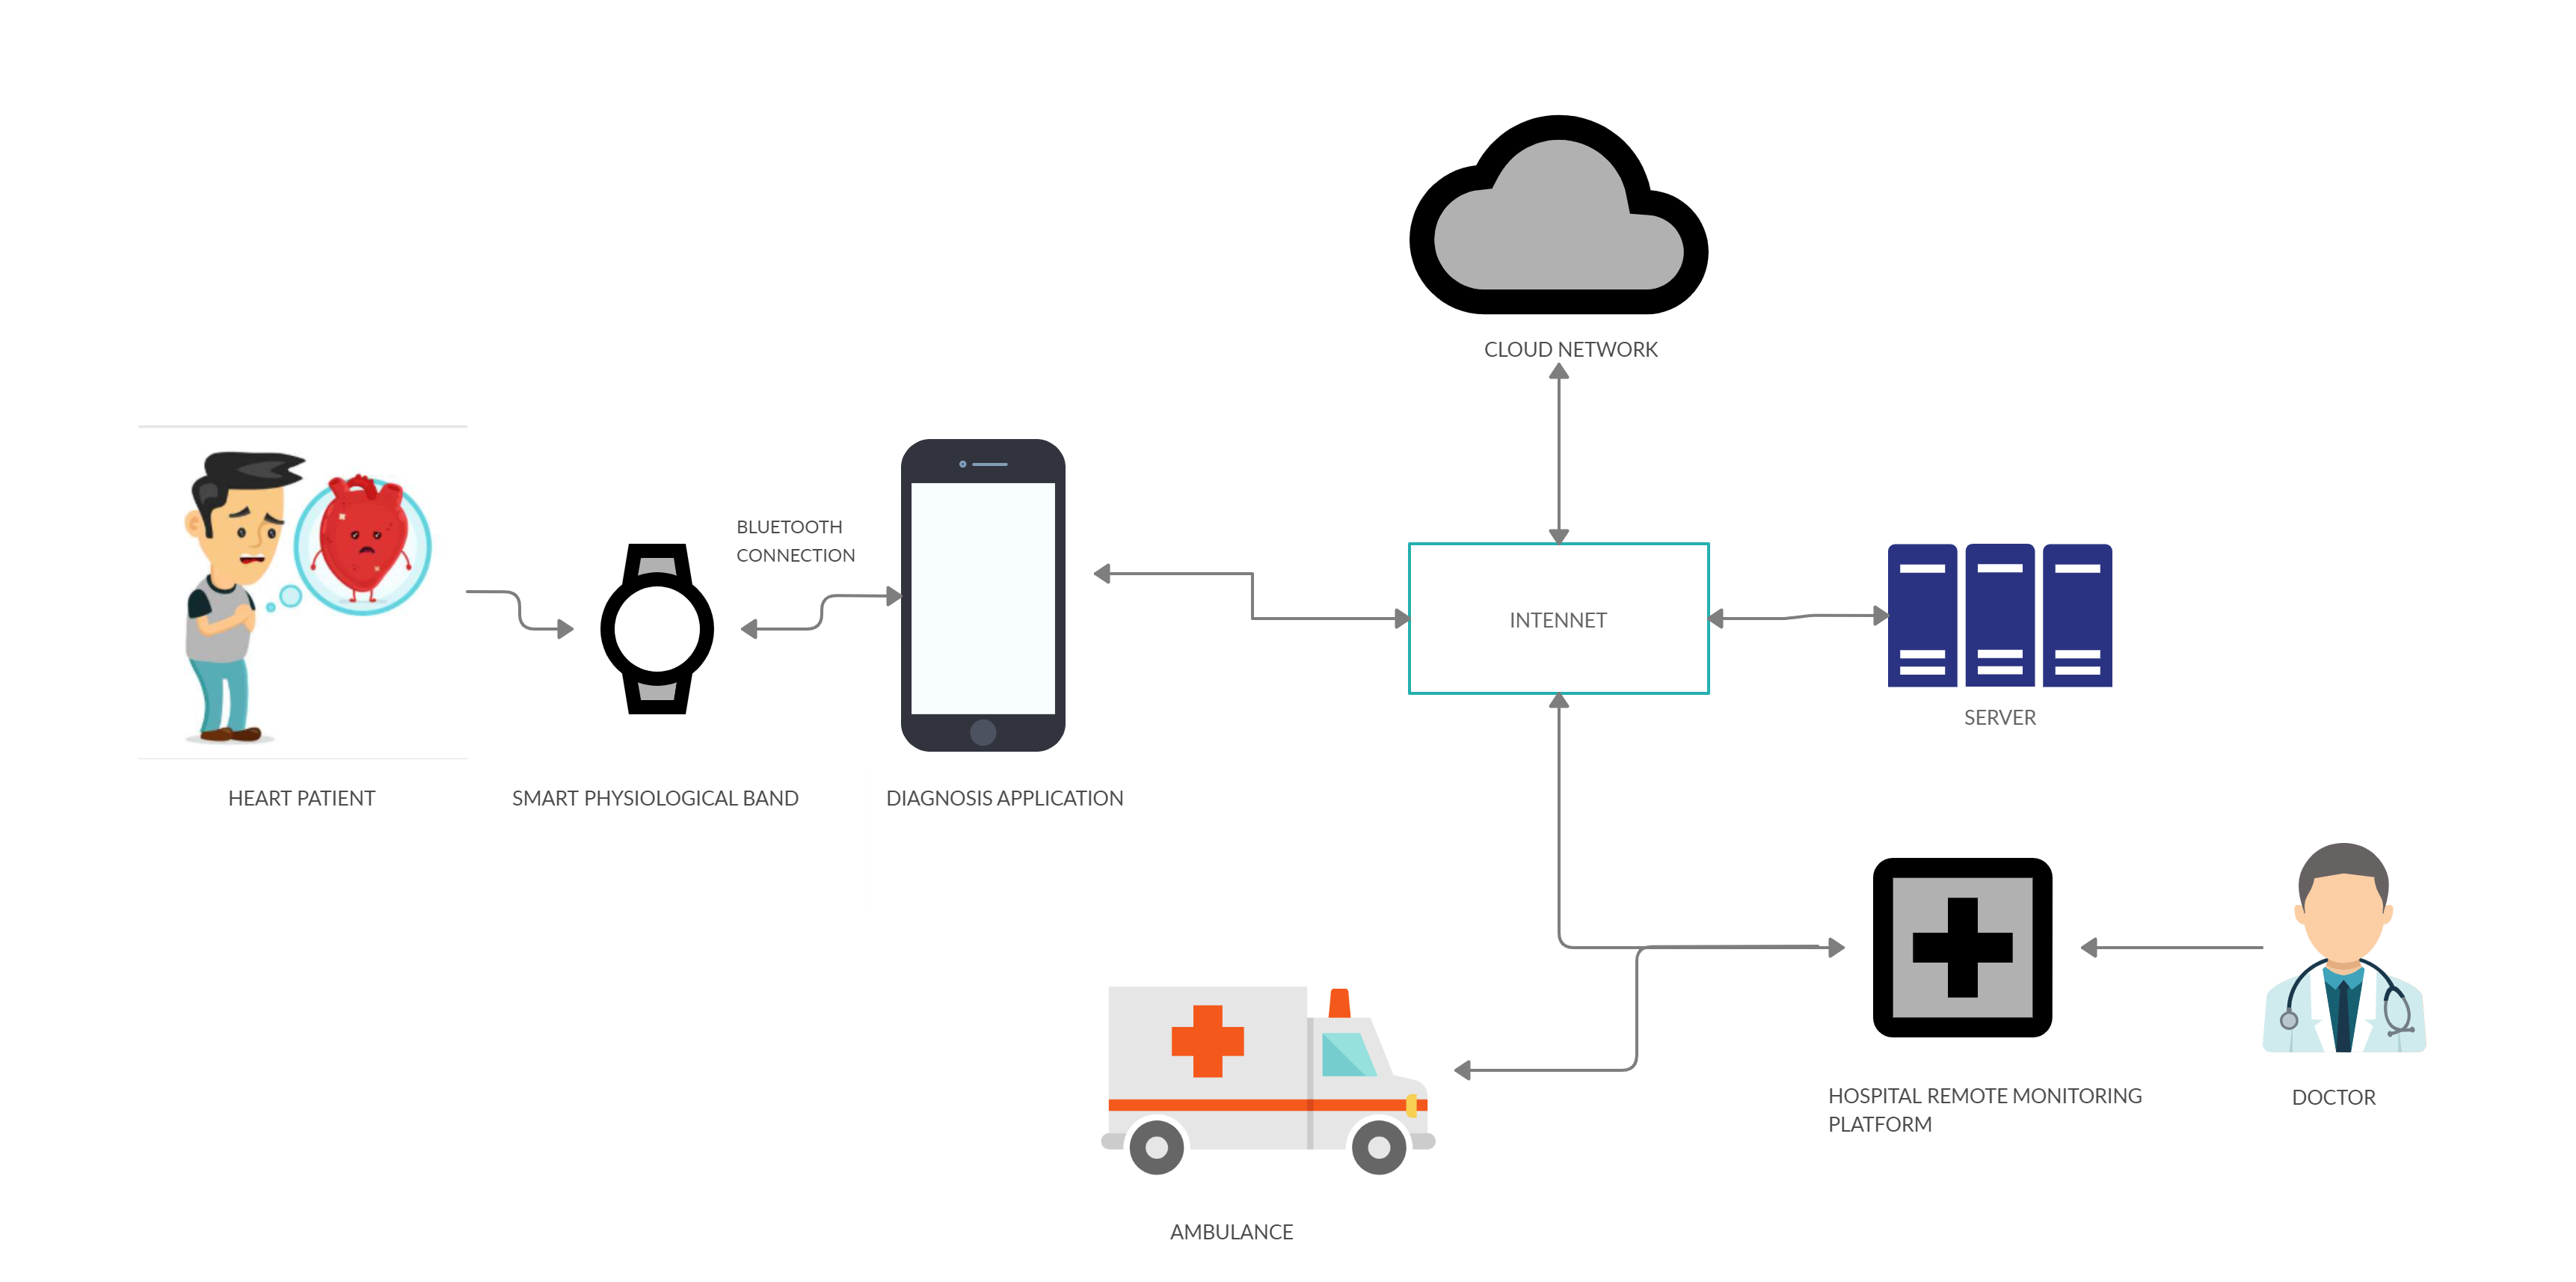 CLOUD NETWORK
BLUETOOTH
CONNECTION
INTENNET
SERVER
HEART PATIENT
SMART PHYSIOLOGICAL BAND
DIAGNOSIS APPLICATION
HOSPITAL REMOTE MONITORING
PLATFORM
DOCTOR
AMBULANCE